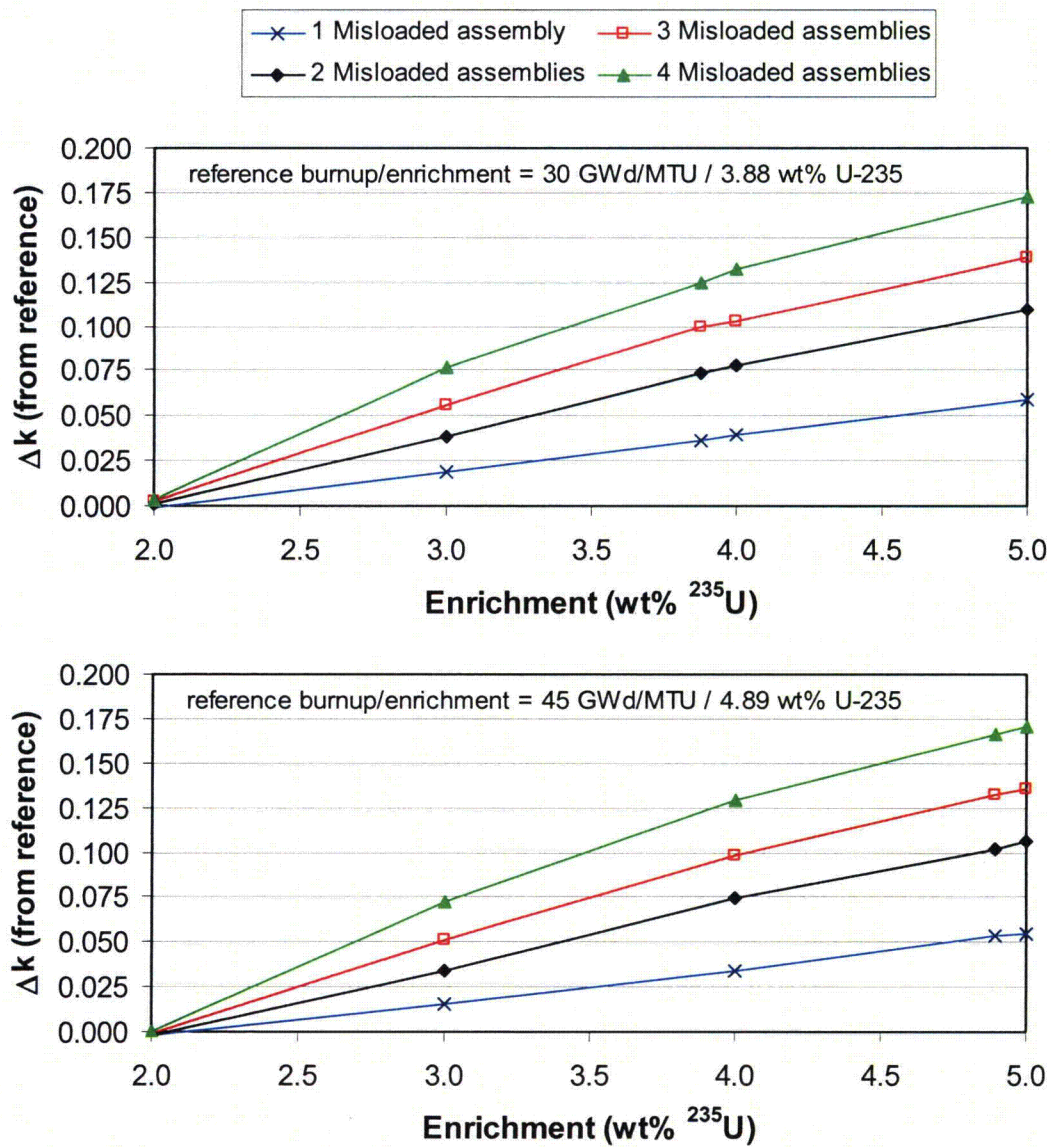 1 Misloaded assembly 3 Misloaded assemblies
2 Misloaded assemblies 4 Misloaded assemblies
reference burnup/enrichment = 30 GWd/MTU / 3.88 wt% U-235
0.200
0.175
0.150
0.125
0.100
0.075
0.050
0.025
0.000
Δk (from reference)
2.0 2.5 3.0 3.5 4.0 4.5 5.0
Enrichment (wt% ²³⁵U)
reference burnup/enrichment = 45 GWd/MTU / 4.89 wt% U-235
0.200
0.175
0.150
0.125
0.100
0.075
0.050
0.025
0.000
Δk (from reference)
2.0 2.5 3.0 3.5 4.0 4.5 5.0
Enrichment (wt% ²³⁵U)